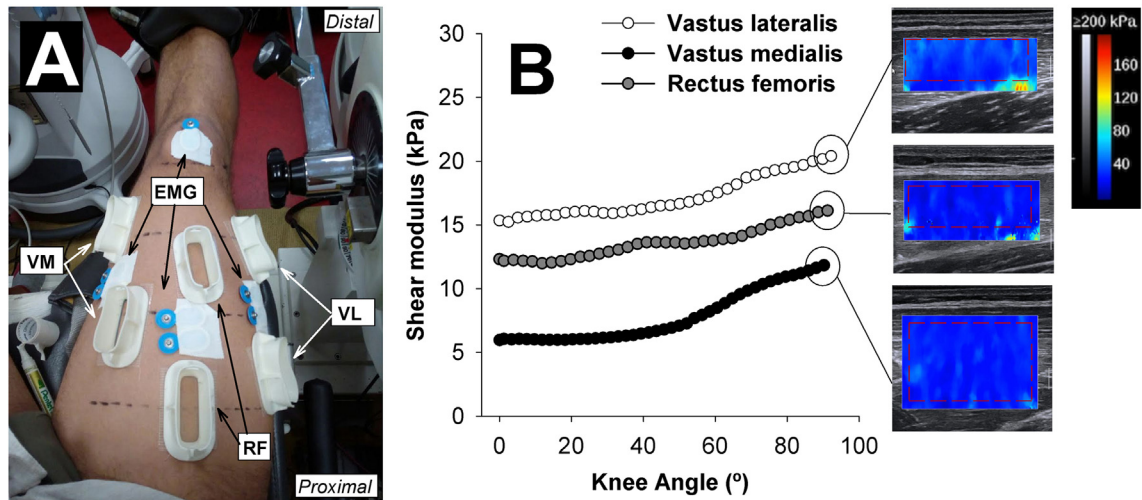 A
Distal
EMG
VM
VL
RF
Proximal
B
Vastus lateralis
Vastus medialis
Rectus femoris
Shear modulus (kPa)
30
25
20
15
10
5
0
0 20 40 60 80 100
Knee Angle (º)
≥200 kPa
160
120
80
40